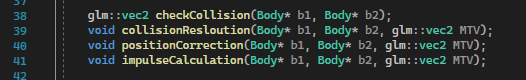 37
38 glm::vec2 checkCollision(Body* b1, Body* b2);
39 void collisionResloution(Body* b1, Body* b2, glm::vec2 MTV);
40 void positionCorrection(Body* b1, Body* b2, glm::vec2 MTV);
41 void impulseCalculation(Body* b1, Body* b2, glm::vec2 MTV);
42